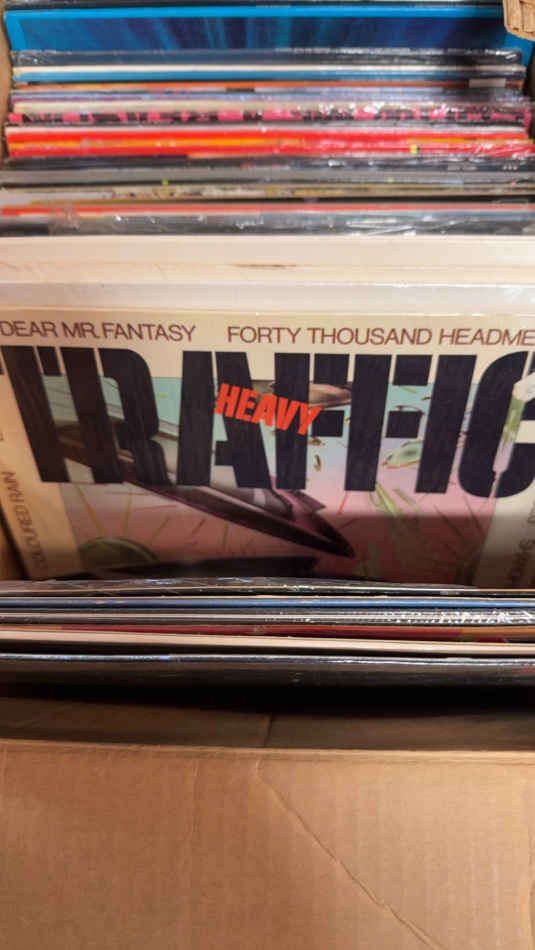 DEAR MR. FANTASY FORTY THOUSAND HEADME
TRAFFIC
HEAVY
COLOURED RAIN